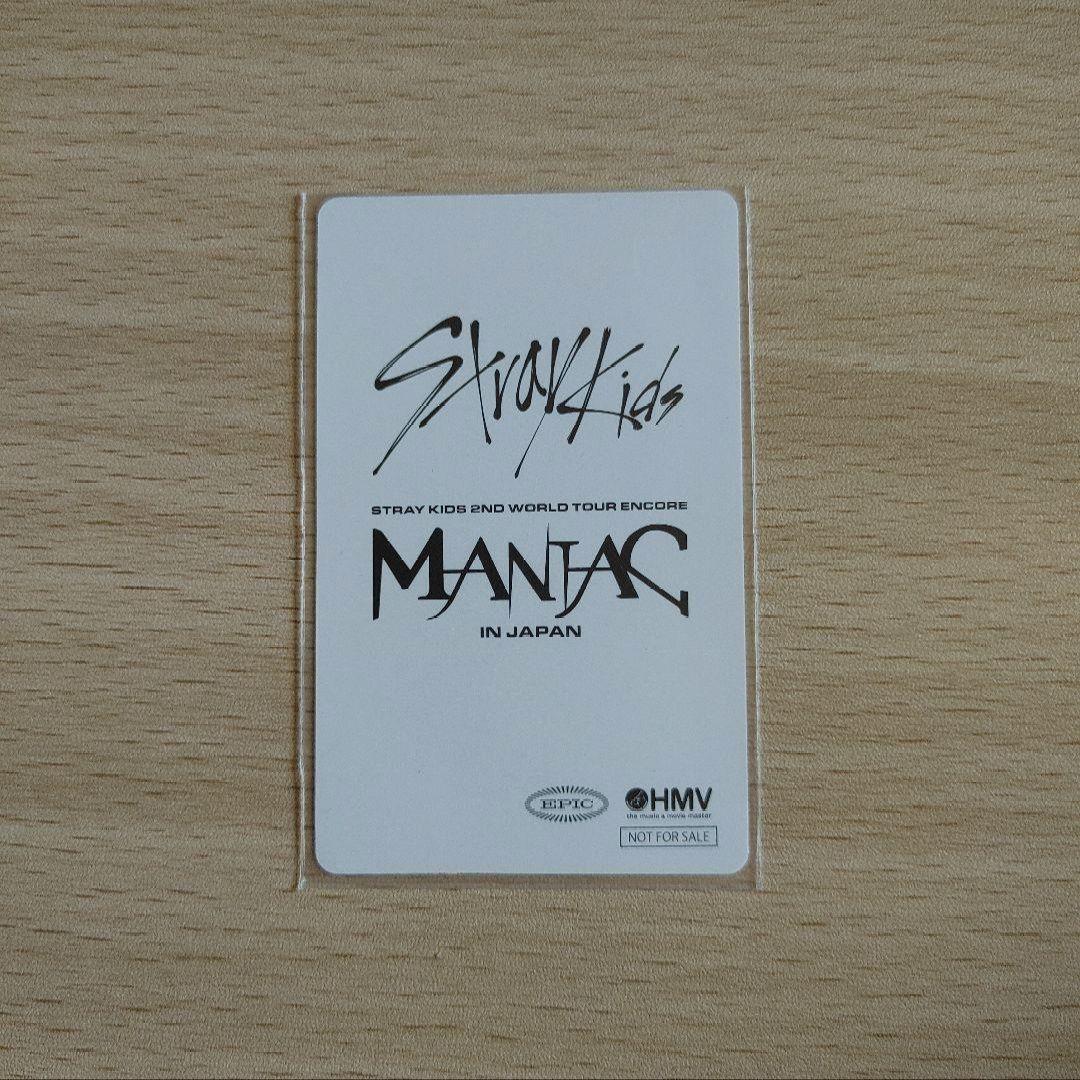 Stray Kids
STRAY KIDS 2ND WORLD TOUR ENCORE
MANIAC
IN JAPAN
EPIC
HMV
the music & movie master
NOT FOR SALE